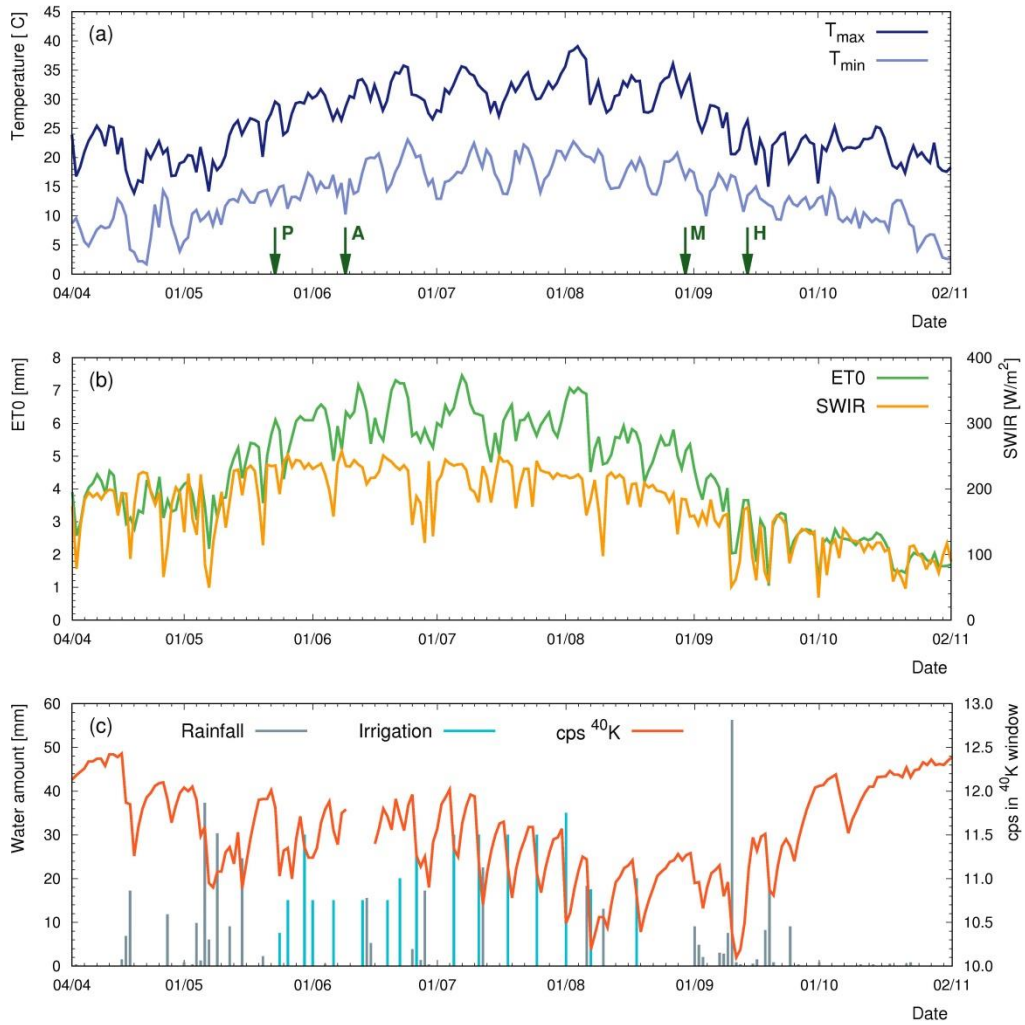 (a)
T_max
T_min
Temperature [ C]
45
40
35
30
25
20
15
10
5
0
P
A
M
H
04/04 01/05 01/06 01/07 01/08 01/09 01/10 02/11
Date
(b)
ET0
SWIR
ET0 [mm]
8
7
6
5
4
3
2
1
0
400
300
200
100
0
SWIR [W/m²]
04/04 01/05 01/06 01/07 01/08 01/09 01/10 02/11
Date
(c)
Rainfall Irrigation cps ⁴⁰K
Water amount [mm]
60
50
40
30
20
10
0
13.0
12.5
12.0
11.5
11.0
10.5
10.0
cps in ⁴⁰K window
04/04 01/05 01/06 01/07 01/08 01/09 01/10 02/11
Date